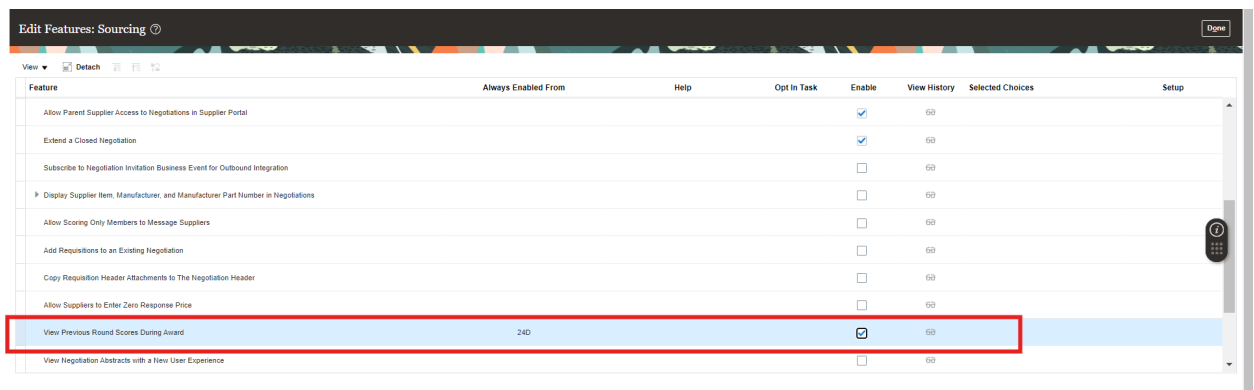 Edit Features: Sourcing ?
Done
View Detach
Feature Always Enabled From Help Opt In Task Enable View History Selected Choices Setup
Allow Parent Supplier Access to Negotiations in Supplier Portal
Extend a Closed Negotiation
Subscribe to Negotiation Invitation Business Event for Outbound Integration
Display Supplier Item, Manufacturer, and Manufacturer Part Number in Negotiations
Allow Scoring Only Members to Message Suppliers
Add Requisitions to an Existing Negotiation
Copy Requisition Header Attachments to The Negotiation Header
Allow Suppliers to Enter Zero Response Price
View Previous Round Scores During Award 24D
View Negotiation Abstracts with a New User Experience